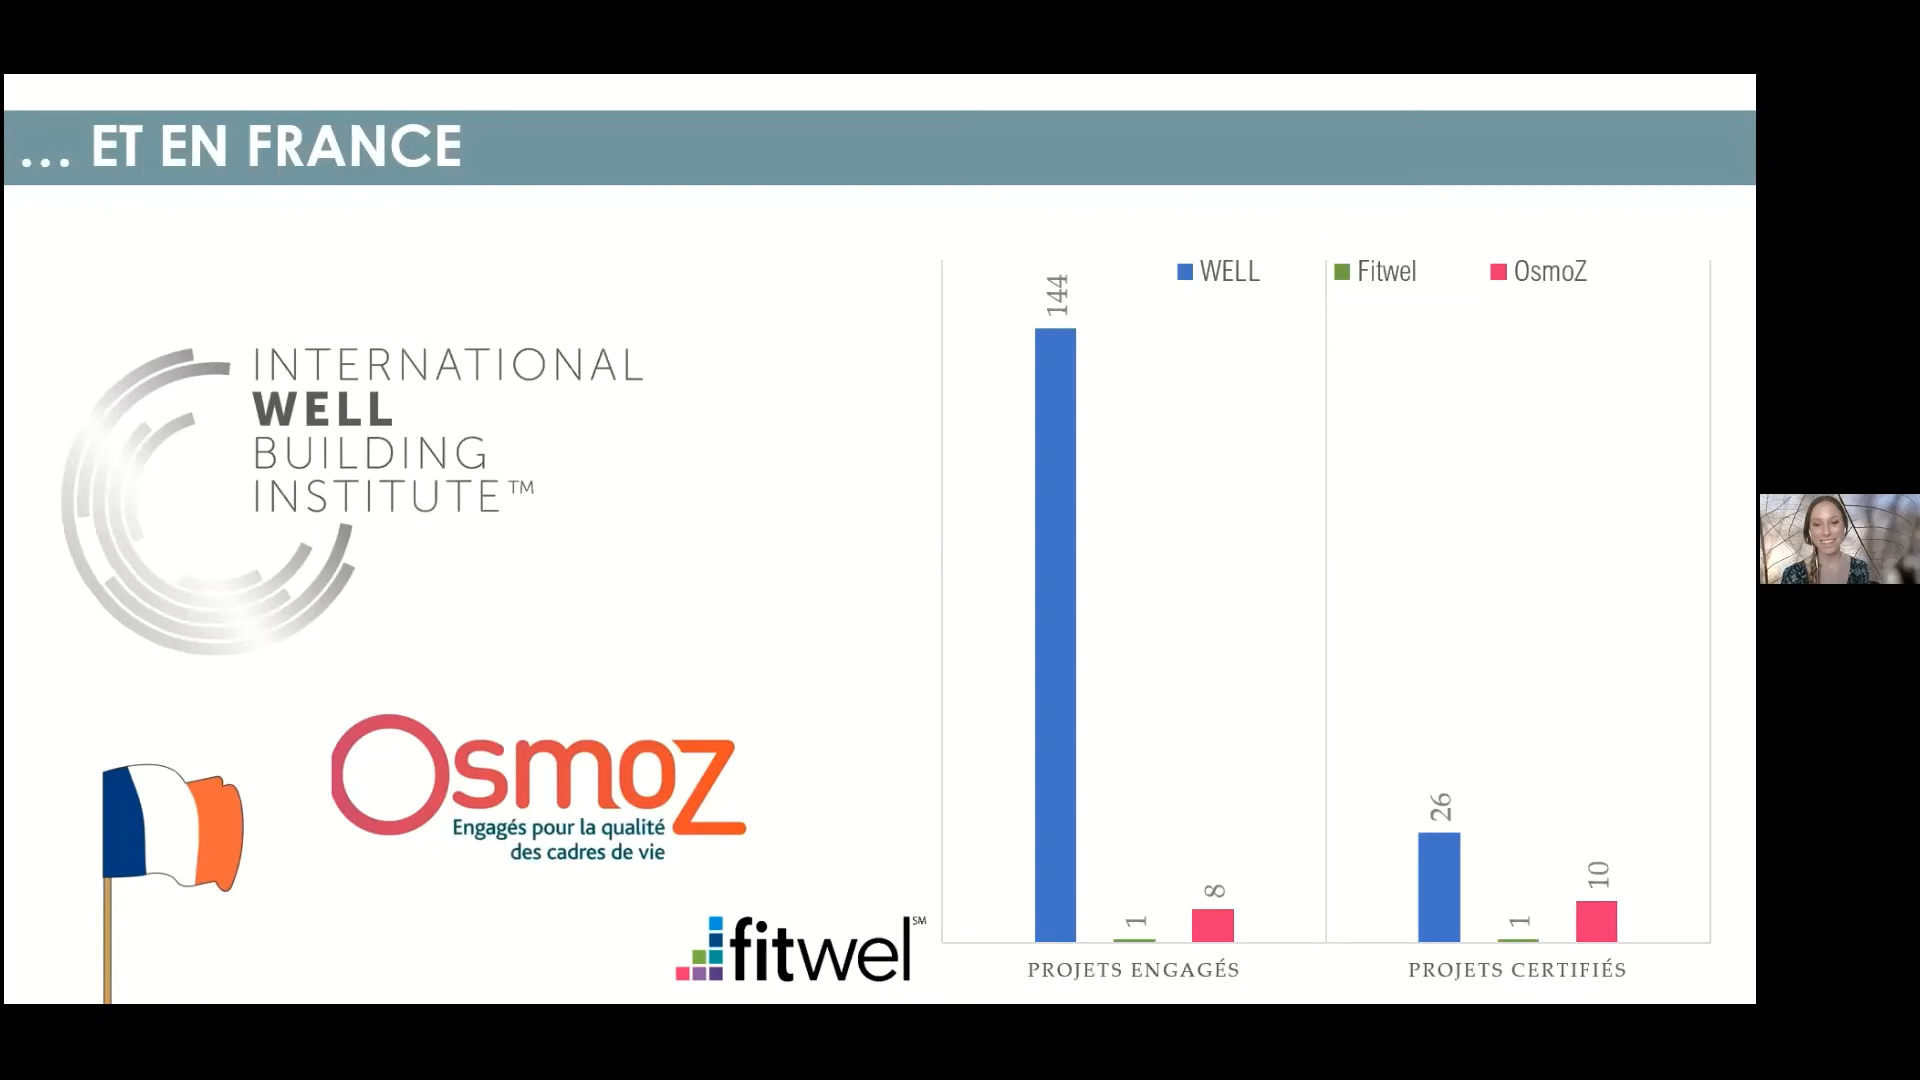 ... ET EN FRANCE
INTERNATIONAL
WELL
BUILDING
INSTITUTE™
Osmoz
Engagés pour la qualité
des cadres de vie
fitwel℠
WELL
Fitwel
OsmoZ
144
1
8
26
1
10
PROJETS ENGAGÉS
PROJETS CERTIFIÉS